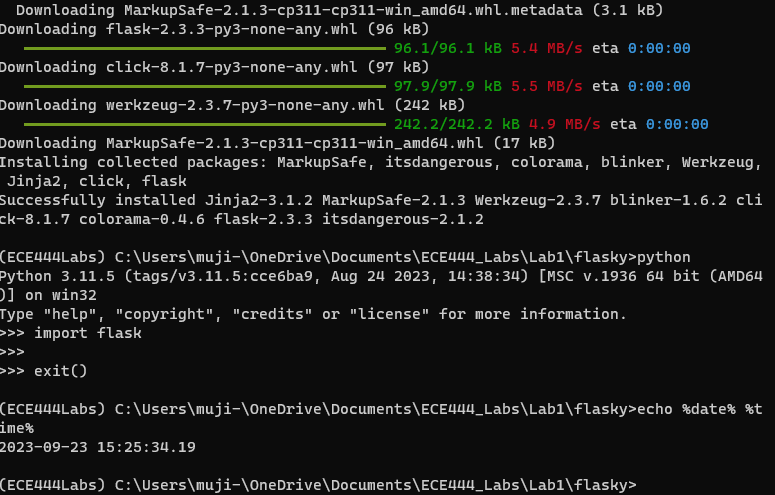 Downloading MarkupSafe-2.1.3-cp311-cp311-win_amd64.whl.metadata (3.1 kB)
Downloading flask-2.3.3-py3-none-any.whl (96 kB)
96.1/96.1 kB 5.4 MB/s eta 0:00:00
Downloading click-8.1.7-py3-none-any.whl (97 kB)
97.9/97.9 kB 5.5 MB/s eta 0:00:00
Downloading werkzeug-2.3.7-py3-none-any.whl (242 kB)
242.2/242.2 kB 4.9 MB/s eta 0:00:00
Downloading MarkupSafe-2.1.3-cp311-cp311-win_amd64.whl (17 kB)
Installing collected packages: MarkupSafe, itsdangerous, colorama, blinker, Werkzeug,
Jinja2, click, flask
Successfully installed Jinja2-3.1.2 MarkupSafe-2.1.3 Werkzeug-2.3.7 blinker-1.6.2 cli
ck-8.1.7 colorama-0.4.6 flask-2.3.3 itsdangerous-2.1.2
(ECE444Labs) C:\Users\muji-\OneDrive\Documents\ECE444_Labs\Lab1\flasky>python
Python 3.11.5 (tags/v3.11.5:cce6ba9, Aug 24 2023, 14:38:34) [MSC v.1936 64 bit (AMD64
)] on win32
Type "help", "copyright", "credits" or "license" for more information.
>>> import flask
>>>
>>> exit()
(ECE444Labs) C:\Users\muji-\OneDrive\Documents\ECE444_Labs\Lab1\flasky>echo %date% %t
ime%
2023-09-23 15:25:34.19
(ECE444Labs) C:\Users\muji-\OneDrive\Documents\ECE444_Labs\Lab1\flasky>